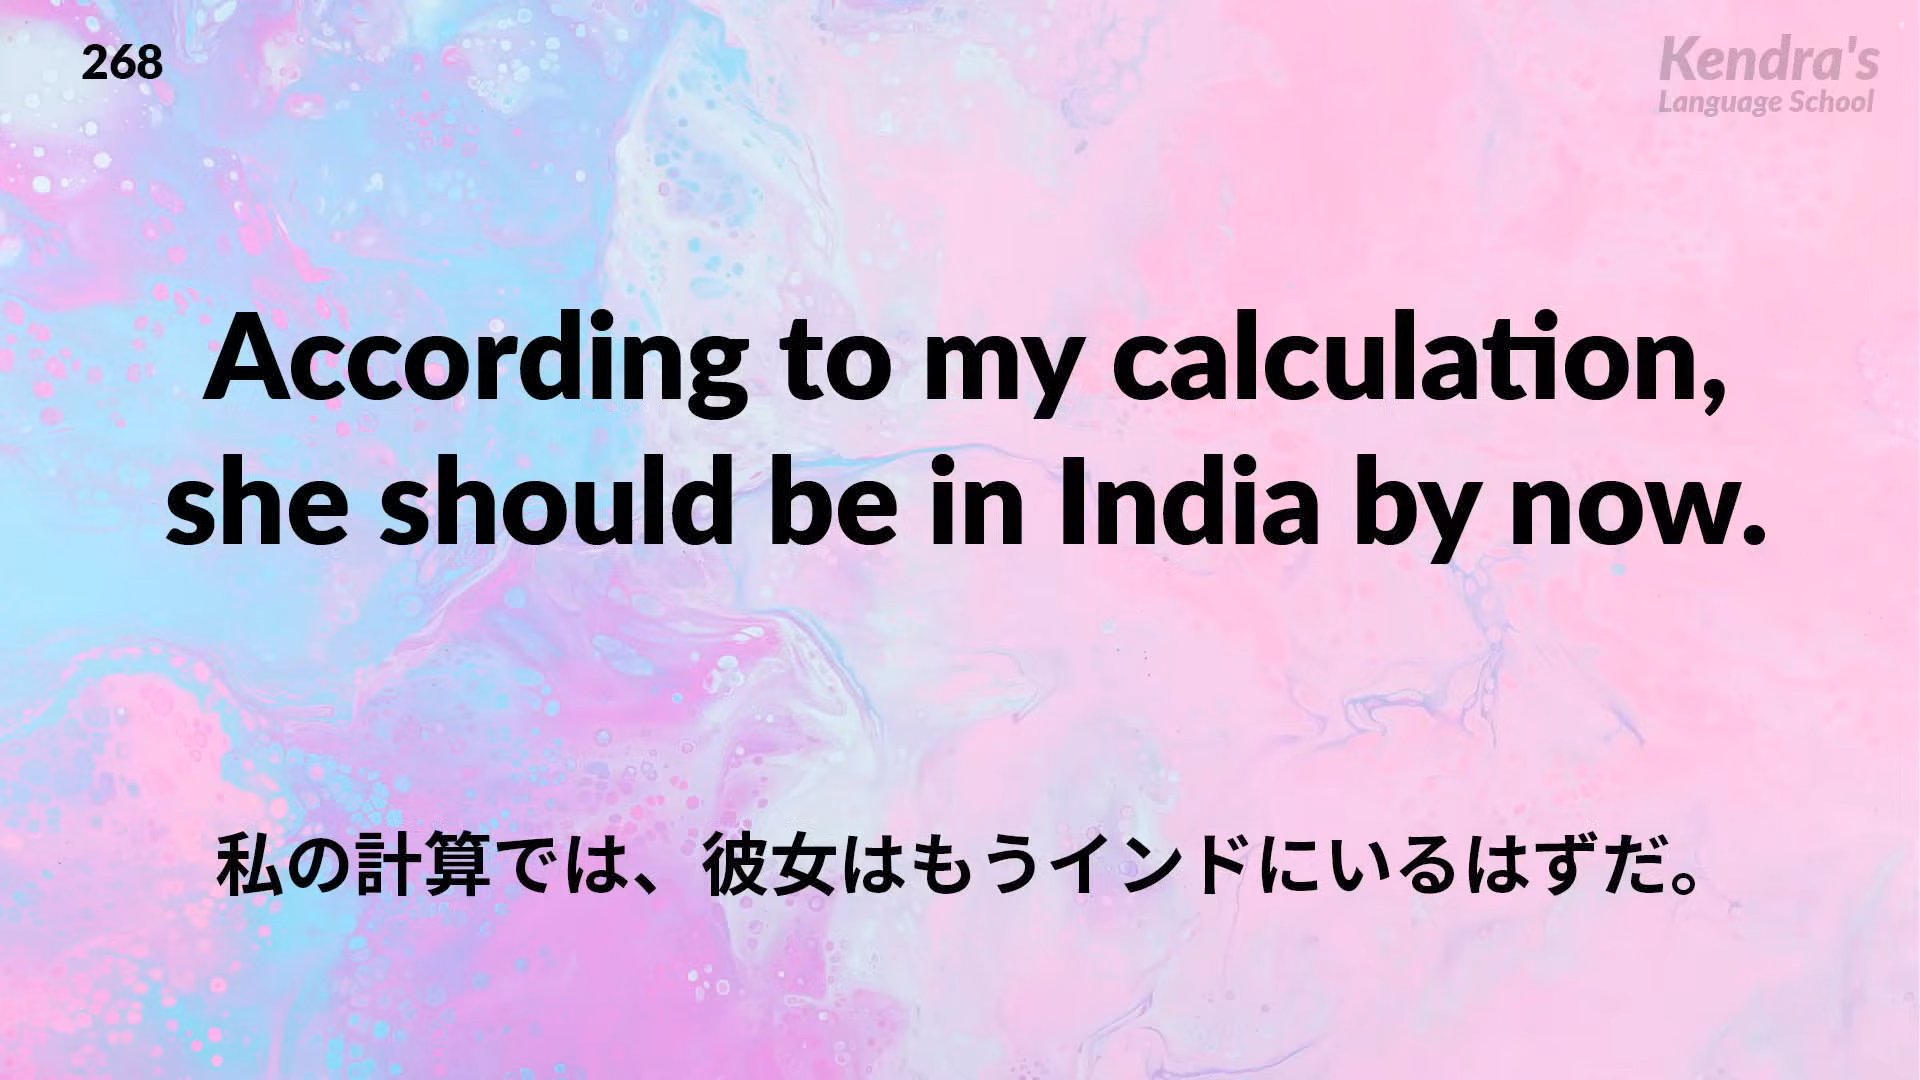 268
Kendra's
Language School
According to my calculation,
she should be in India by now.
私の計算では、彼女はもうインドにいるはずだ。